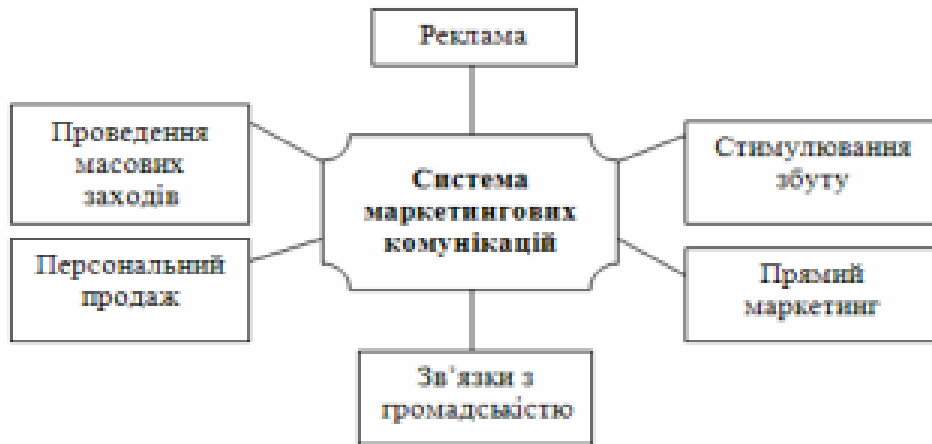 Реклама
Проведення
масових
заходів
Стимулювання
збуту
Система
маркетингових
комунікацій
Персональний
продаж
Прямий
маркетинг
Зв'язки з
громадськістю